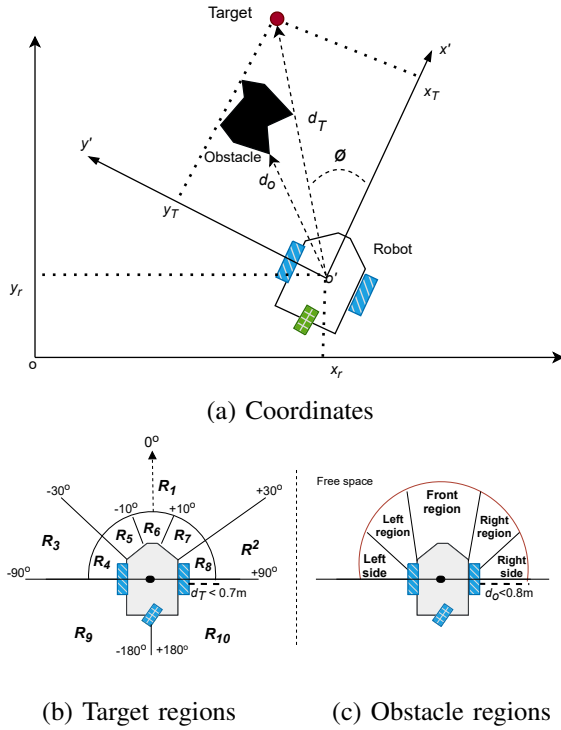 Target
x'
x_T
d_T
y'
Obstacle
ø
d_o
y_T
Robot
o'
y_r
o
x_r
(a) Coordinates
0°
R_1
-30°
-10°
+10°
+30°
R_5
R_6
R_7
R_3
R_4
R_8
R²
-90°
+90°
d_T < 0.7m
R_9
R_10
-180°
+180°
Free space
Front
region
Left
region
Right
region
Left
side
Right
side
d_o<0.8m
(b) Target regions
(c) Obstacle regions